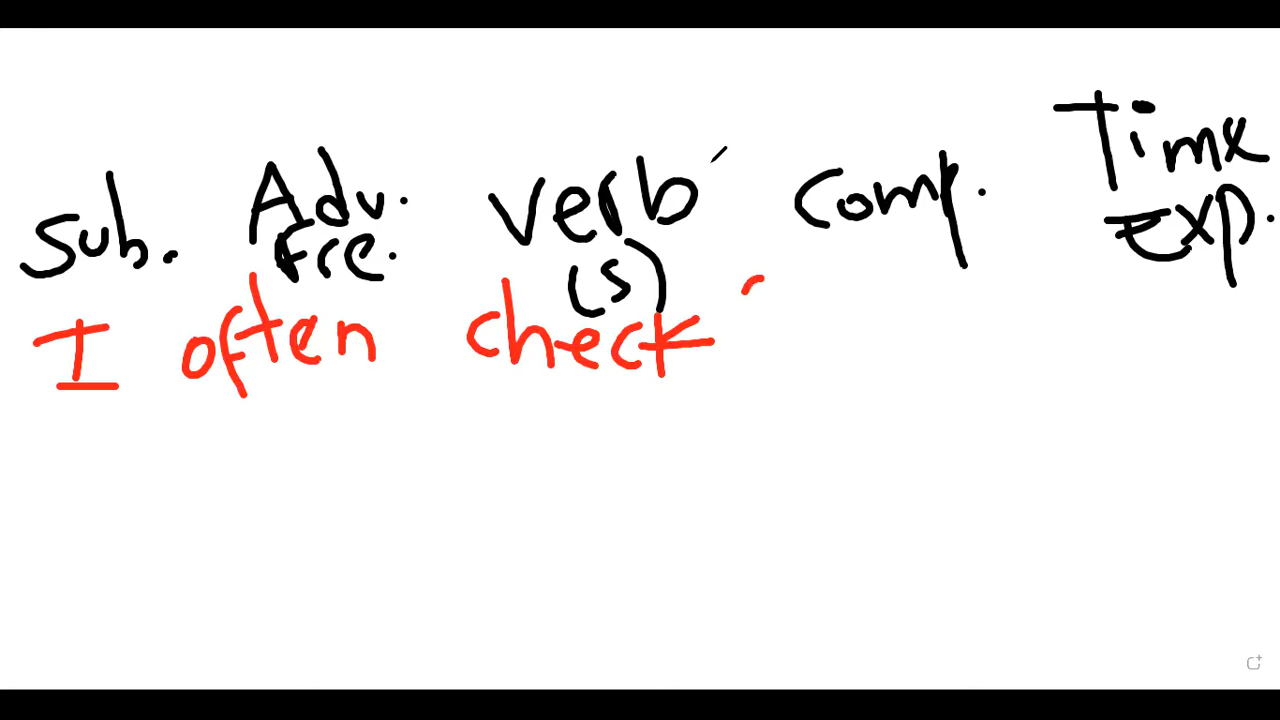 Sub. Adv. fre. verb (s) comp. Time exp.
I often check